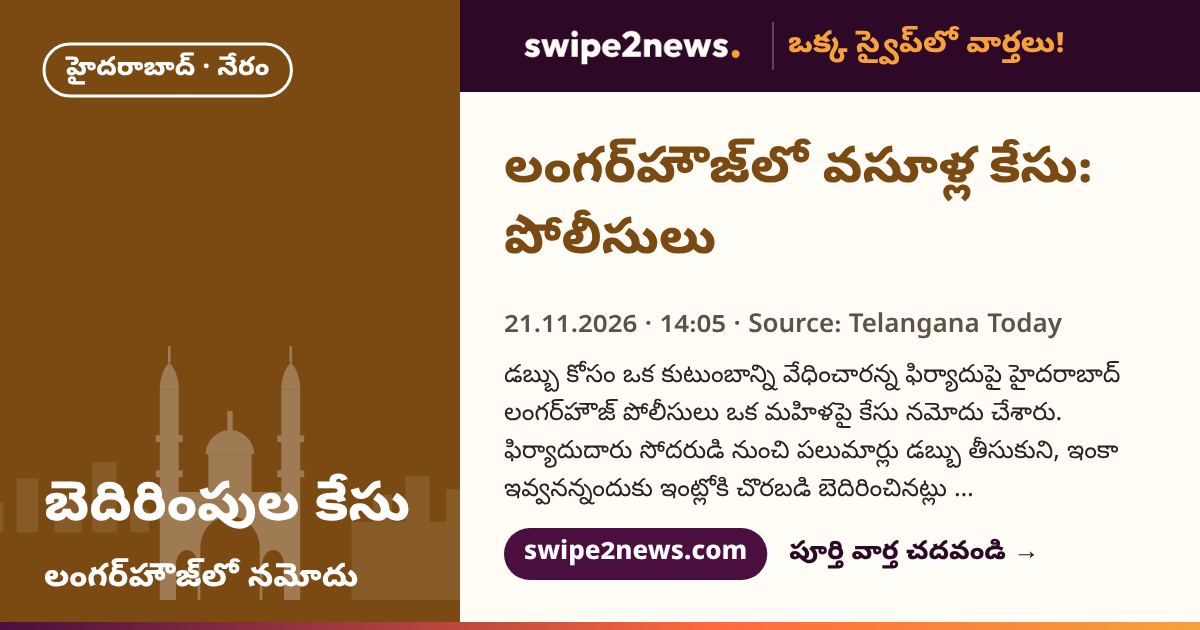 హైదరాబాద్ · నేరం
బెదిరింపుల కేసు
లంగర్‌హౌజ్‌లో నమోదు
swipe2news.
ఒక్క స్వైప్‌లో వార్తలు!
లంగర్‌హౌజ్‌లో వసూళ్ల కేసు:
పోలీసులు
21.11.2026 · 14:05 · Source: Telangana Today
డబ్బు కోసం ఒక కుటుంబాన్ని వేధించారన్న ఫిర్యాదుపై హైదరాబాద్
లంగర్‌హౌజ్ పోలీసులు ఒక మహిళపై కేసు నమోదు చేశారు.
ఫిర్యాదుదారు సోదరుడి నుంచి పలుమార్లు డబ్బు తీసుకుని, ఇంకా
ఇవ్వనన్నందుకు ఇంట్లోకి చొరబడి బెదిరించినట్లు ...
swipe2news.com
పూర్తి వార్త చదవండి →